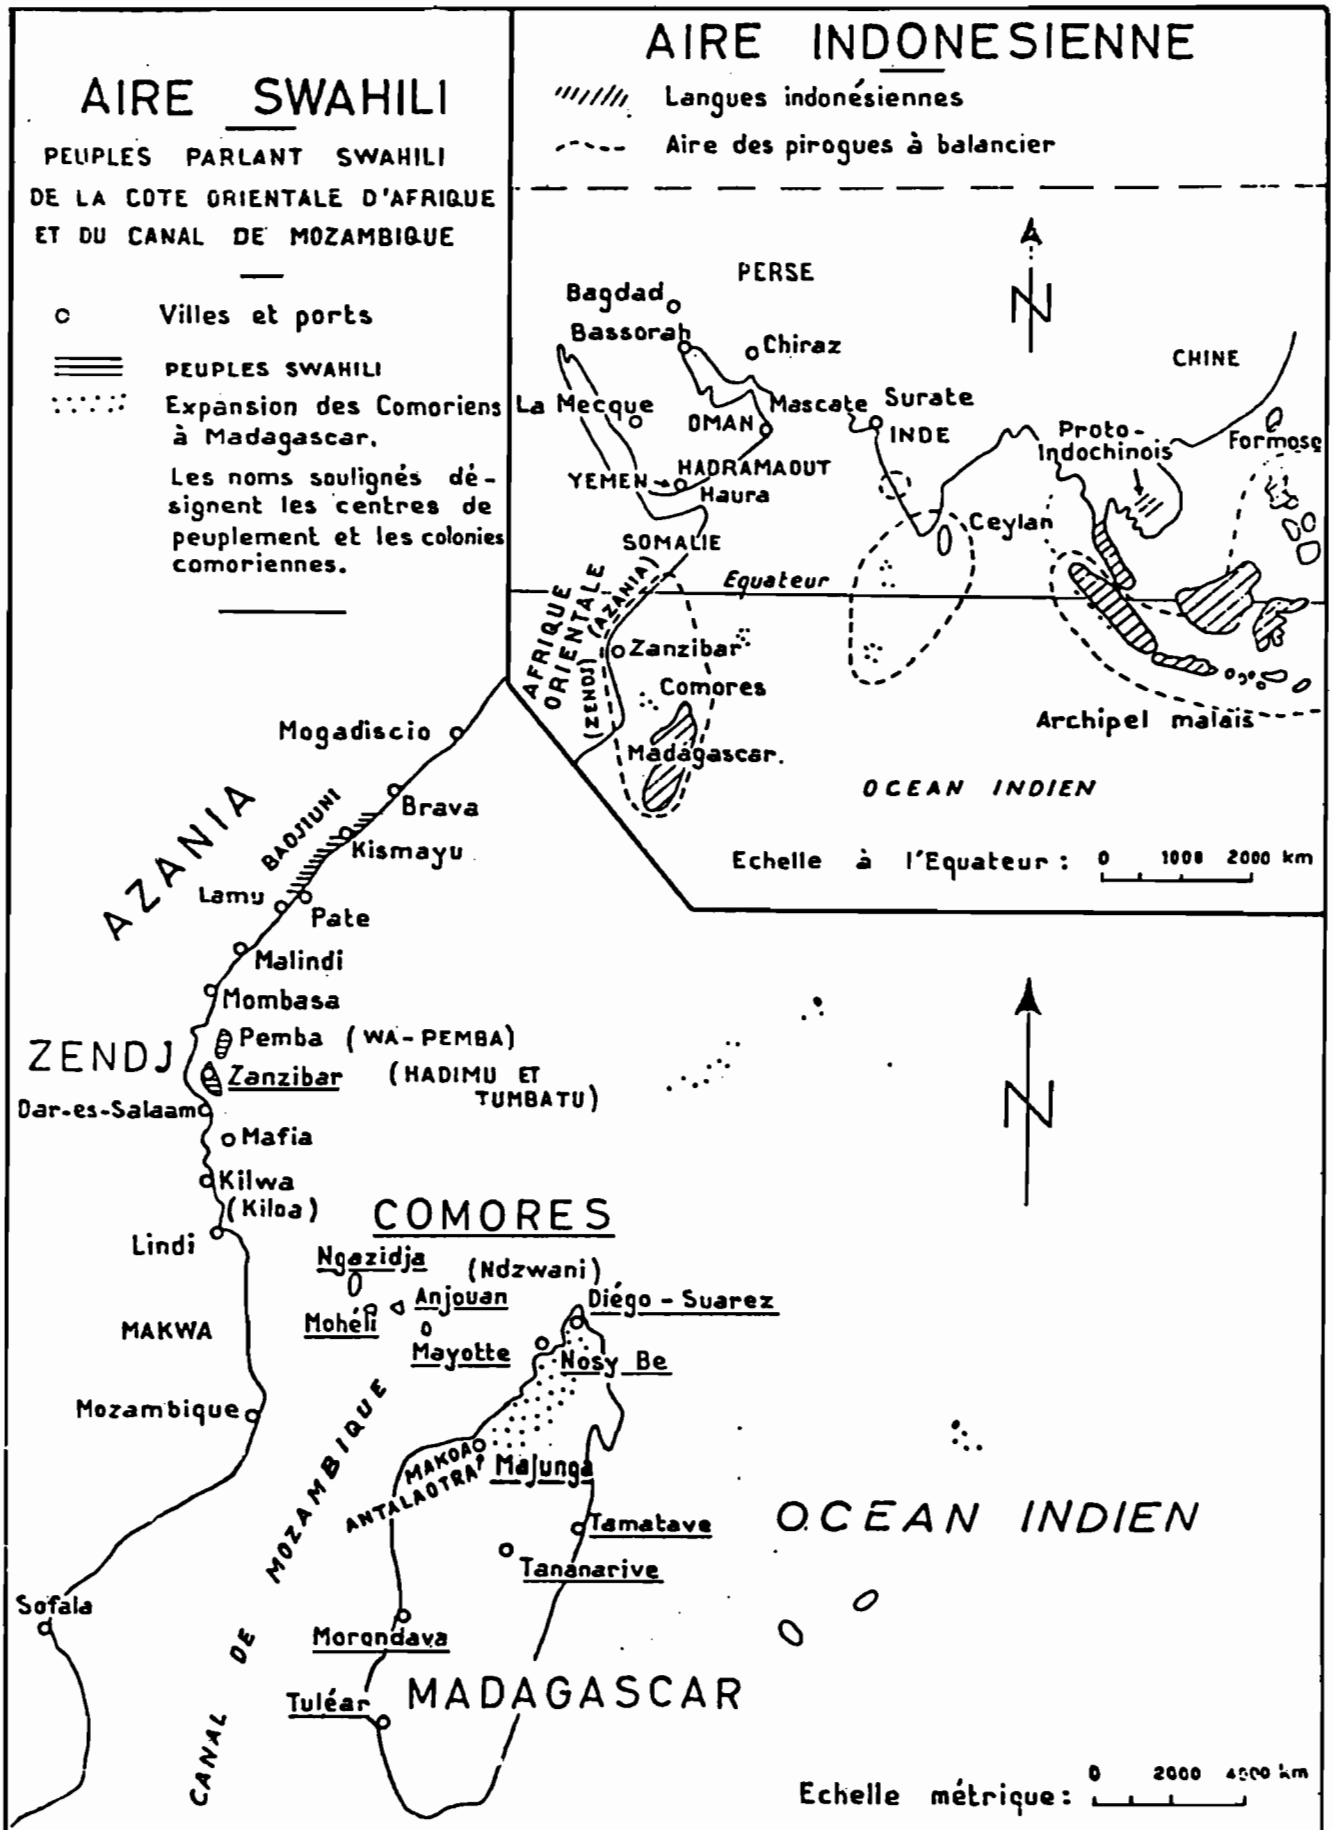 AIRE SWAHILI
PEUPLES PARLANT SWAHILI
DE LA COTE ORIENTALE D'AFRIQUE
ET DU CANAL DE MOZAMBIQUE
Villes et ports
PEUPLES SWAHILI
Expansion des Comoriens
à Madagascar.
Les noms soulignés dé-
signent les centres de
peuplement et les colonies
comoriennes.
AIRE INDONESIENNE
Langues indonésiennes
Aire des pirogues à balancier
N
PERSE
Bagdad
Bassorah
Chiraz
CHINE
La Mecque
Mascate
Surate
OMAN
INDE
Proto-
Indochinois
Formose
YEMEN
HADRAMAOUT
Haura
Ceylan
SOMALIE
Equateur
AFRIQUE
ORIENTALE
(ZENDJ) (AZANIA)
Zanzibar
Comores
Madagascar.
Archipel malais
OCEAN INDIEN
Echelle à l'Equateur : 0 1000 2000 km
Mogadiscio
Brava
AZANIA
BAOJIUNI
Kismayu
Lamu
Pate
Malindi
Mombasa
ZENDJ
Pemba (WA-PEMBA)
Zanzibar (HADIMU ET
TUMBATU)
Dar-es-Salaam
Mafia
Kilwa
(Kiloa)
Lindi
N
COMORES
Ngazidja
(Ndzwani)
Anjouan
Mohéli
Mayotte
Diégo - Suarez
Nosy Be
MAKWA
Mozambique
CANAL DE MOZAMBIQUE
MAKOA
ANTALAOTRA
Majunga
Tamatave
Tananarive
OCEAN INDIEN
Sofala
Morondava
Tuléar
MADAGASCAR
Echelle métrique : 0 2000 4000 km